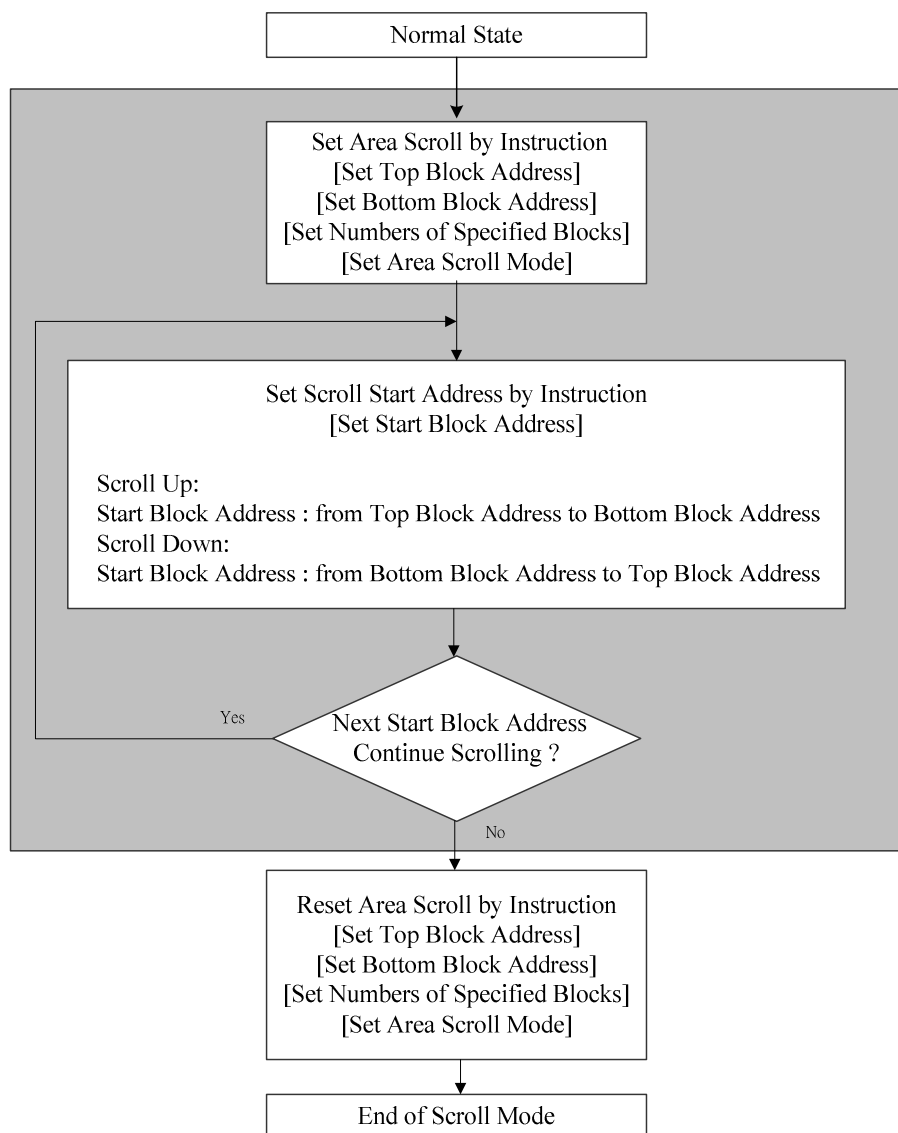 Normal State
Set Area Scroll by Instruction
[Set Top Block Address]
[Set Bottom Block Address]
[Set Numbers of Specified Blocks]
[Set Area Scroll Mode]
Set Scroll Start Address by Instruction
[Set Start Block Address]
Scroll Up:
Start Block Address : from Top Block Address to Bottom Block Address
Scroll Down:
Start Block Address : from Bottom Block Address to Top Block Address
Yes
Next Start Block Address
Continue Scrolling ?
No
Reset Area Scroll by Instruction
[Set Top Block Address]
[Set Bottom Block Address]
[Set Numbers of Specified Blocks]
[Set Area Scroll Mode]
End of Scroll Mode